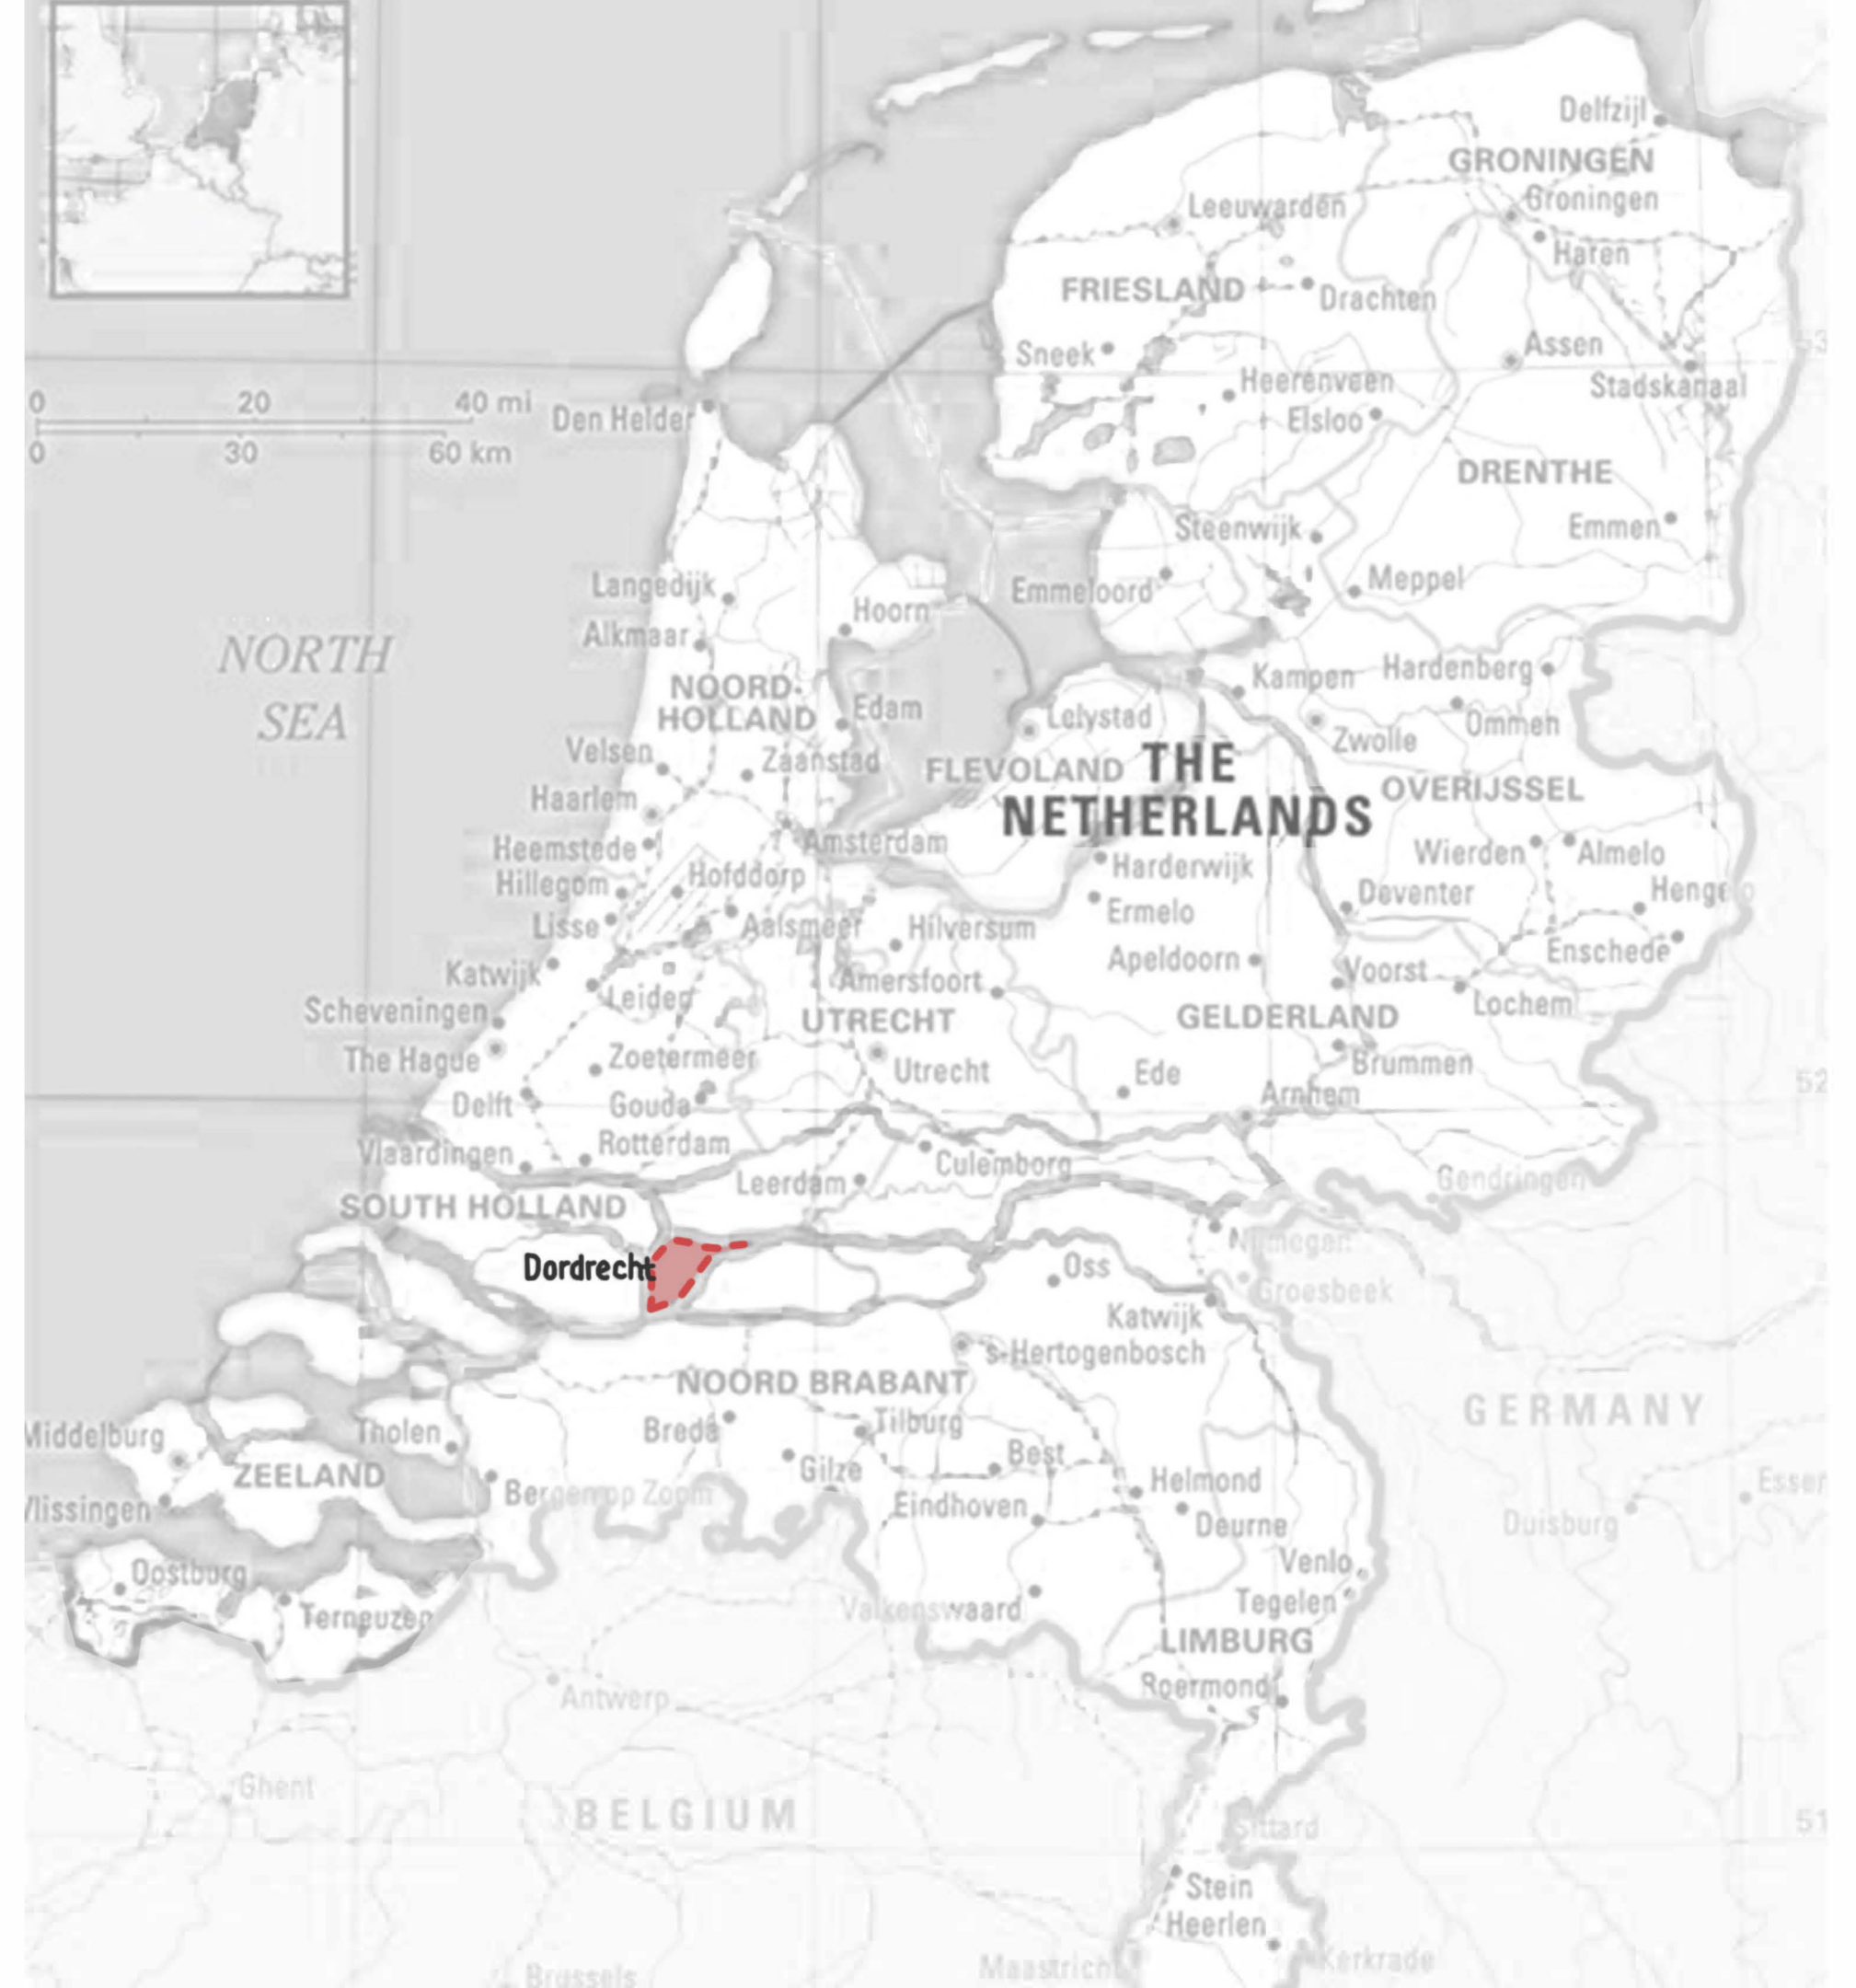 Delfzijl
GRONINGEN
Groningen
Leeuwarden
Haren
FRIESLAND
Drachten
Sneek
Assen
53
Heerenveen
Stadskanaal
0 20 40 mi
Den Helder
Elsloo
0 30 60 km
DRENTHE
Steenwijk
Emmen
Langedijk
Emmeloord
Meppel
Hoorn
Alkmaar
NORTH
SEA
Kampen
Hardenberg
NOORD-
HOLLAND
Edam
Lelystad
Ommen
Zwolle
Velsen
Zaanstad
FLEVOLAND
THE
NETHERLANDS
OVERIJSSEL
Haarlem
Heemstede
Amsterdam
Wierden
Almelo
Harderwijk
Hillegom
Hofddorp
Deventer
Hengelo
Ermelo
Lisse
Aalsmeer
Hilversum
Enschede
Apeldoorn
Katwijk
Amersfoort
Voorst
Leiden
Lochem
Scheveningen
UTRECHT
GELDERLAND
The Hague
Zoetermeer
Utrecht
Ede
Brummen
52
Delft
Gouda
Arnhem
Vlaardingen
Rotterdam
Culemborg
Leerdam
Gendringen
SOUTH HOLLAND
Nijmegen
Dordrecht
Oss
Groesbeek
Katwijk
's-Hertogenbosch
NOORD BRABANT
GERMANY
Middelburg
Tholen
Breda
Tilburg
ZEELAND
Gilze
Best
Helmond
Essen
Vlissingen
Bergen op Zoom
Eindhoven
Deurne
Duisburg
Venlo
Oostburg
Tegelen
Terneuzen
Valkenswaard
LIMBURG
Roermond
Antwerp
Ghent
BELGIUM
51
Sittard
Stein
Heerlen
Maastricht
Kerkrade
Brussels